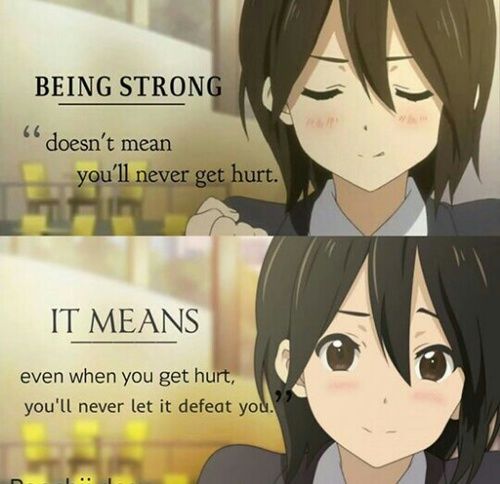 BEING STRONG
“ doesn't mean
you'll never get hurt.
IT MEANS
even when you get hurt,
you'll never let it defeat you.”